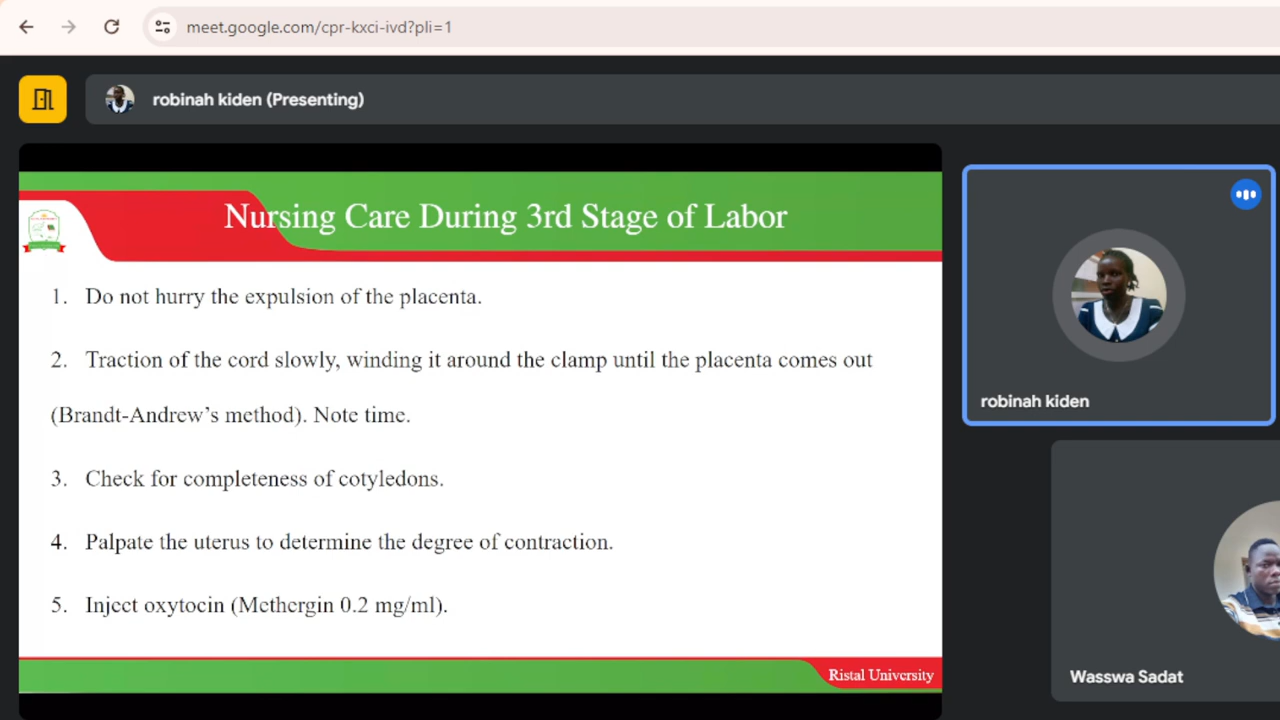 meet.google.com/cpr-kxci-ivd?pli=1
robinah kiden (Presenting)
Nursing Care During 3rd Stage of Labor
1. Do not hurry the expulsion of the placenta.
2. Traction of the cord slowly, winding it around the clamp until the placenta comes out
(Brandt-Andrew's method). Note time.
3. Check for completeness of cotyledons.
4. Palpate the uterus to determine the degree of contraction.
5. Inject oxytocin (Methergin 0.2 mg/ml).
Ristal University
robinah kiden
Wasswa Sadat